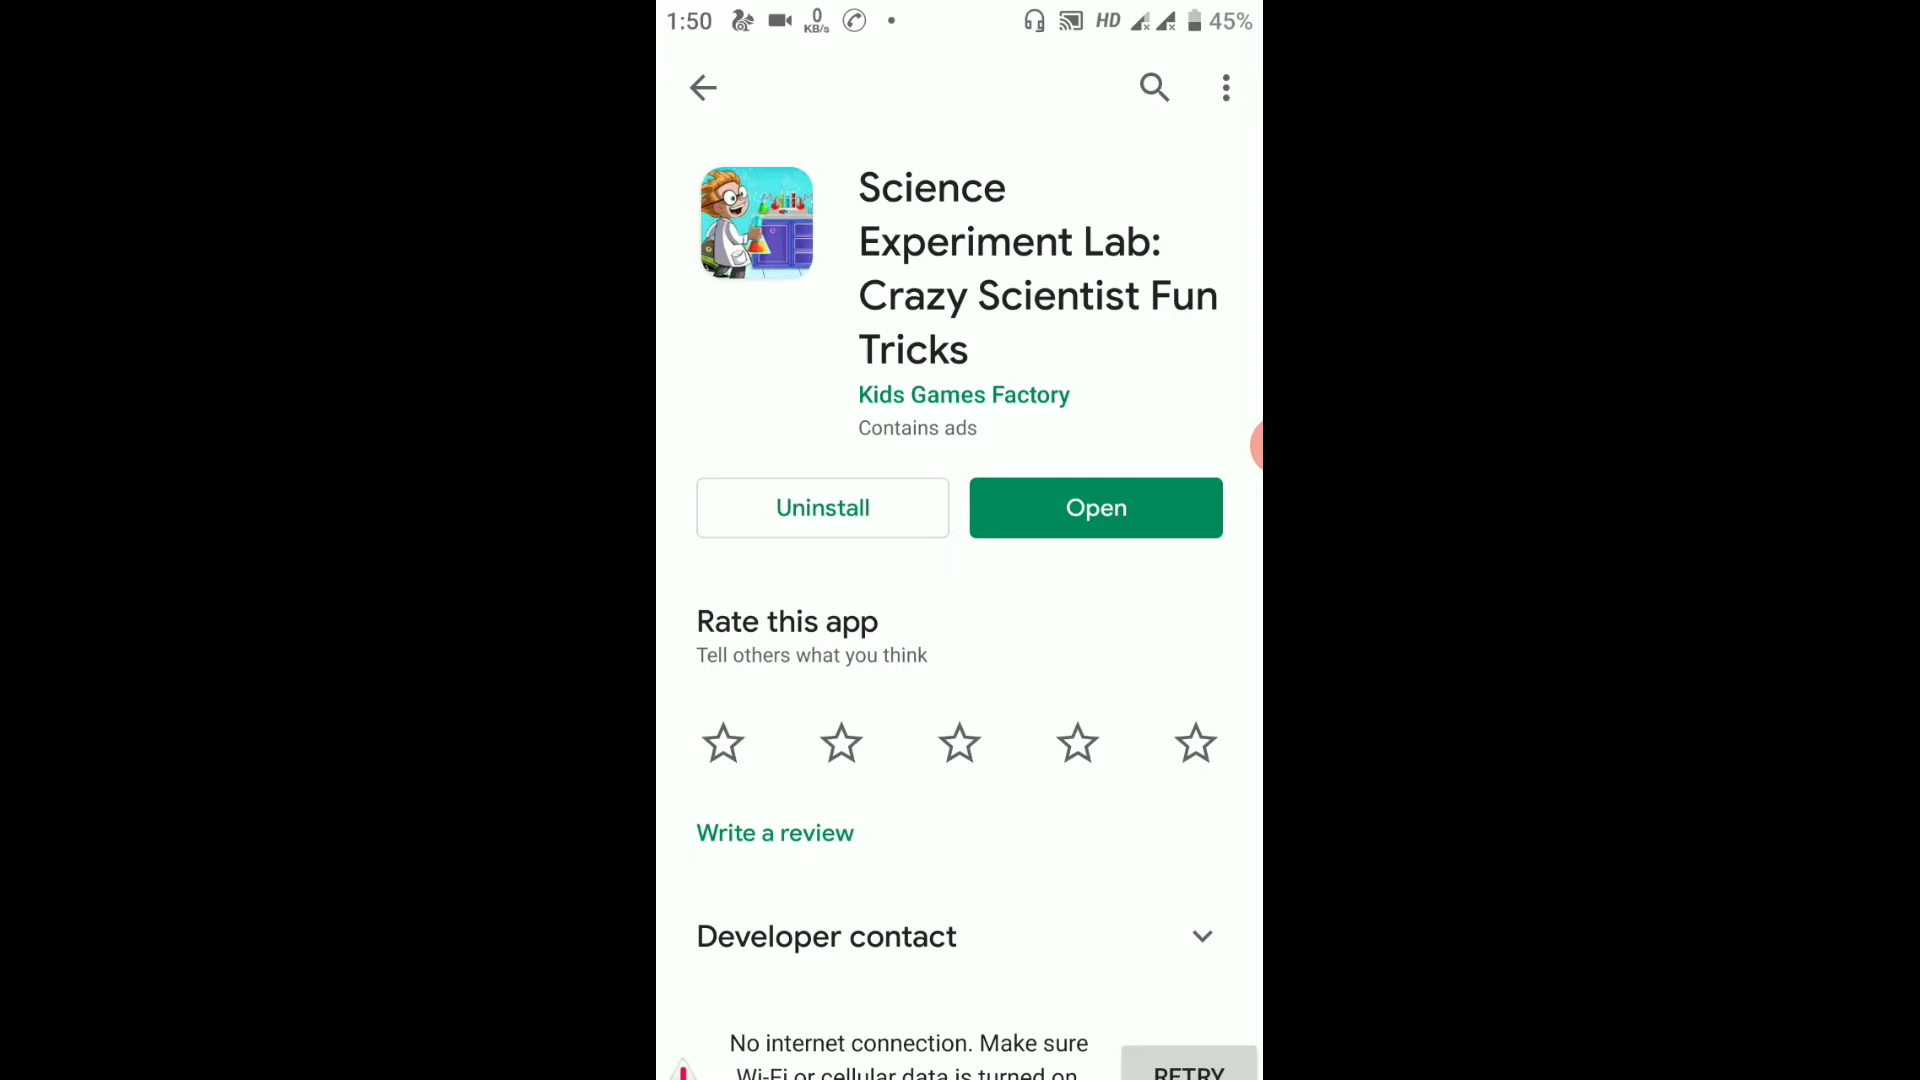 1:50 0 KB/s HD 45%
Science
Experiment Lab:
Crazy Scientist Fun
Tricks
Kids Games Factory
Contains ads
Uninstall Open
Rate this app
Tell others what you think
Write a review
Developer contact
No internet connection. Make sure
Wi-Fi or cellular data is turned on
RETRY